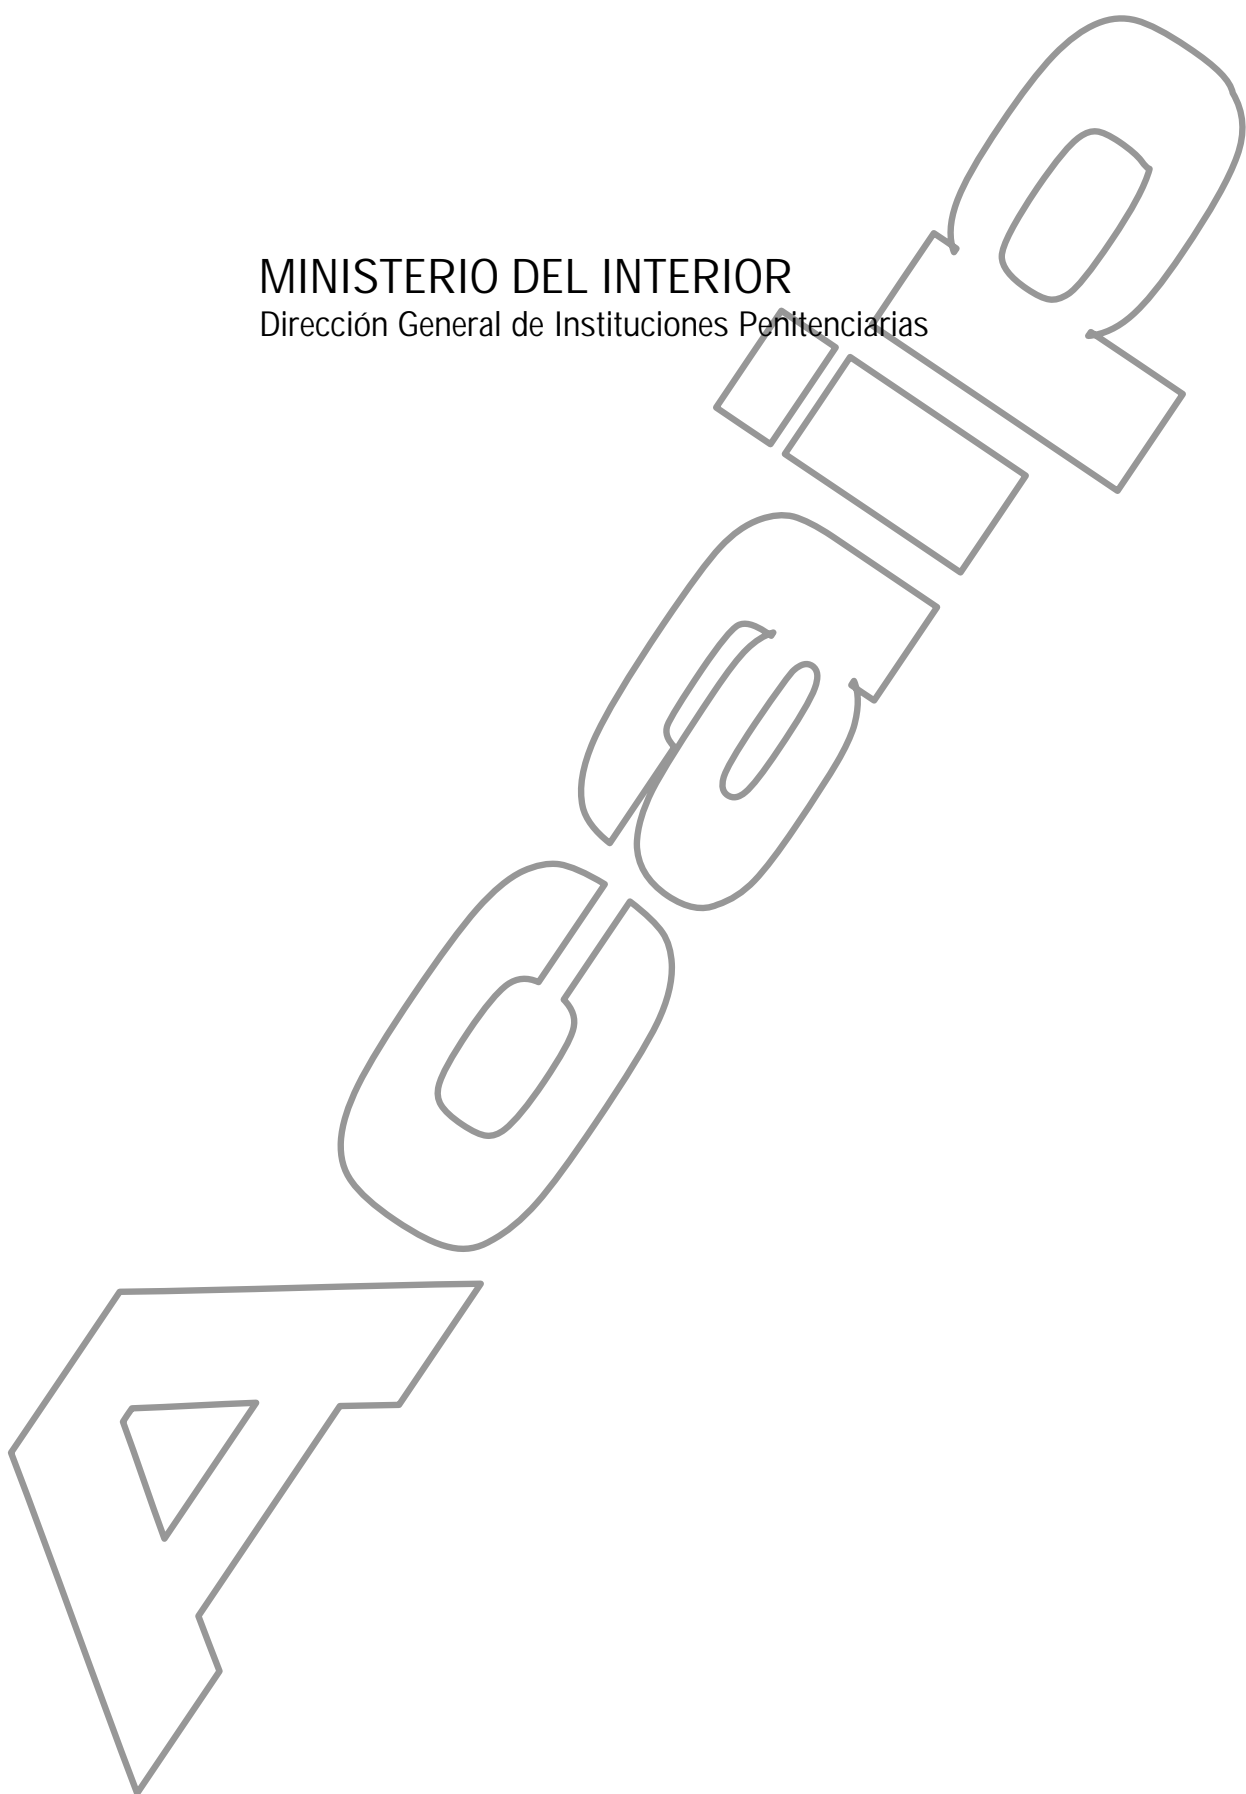 MINISTERIO DEL INTERIOR
Dirección General de Instituciones Penitenciarias
Acaip